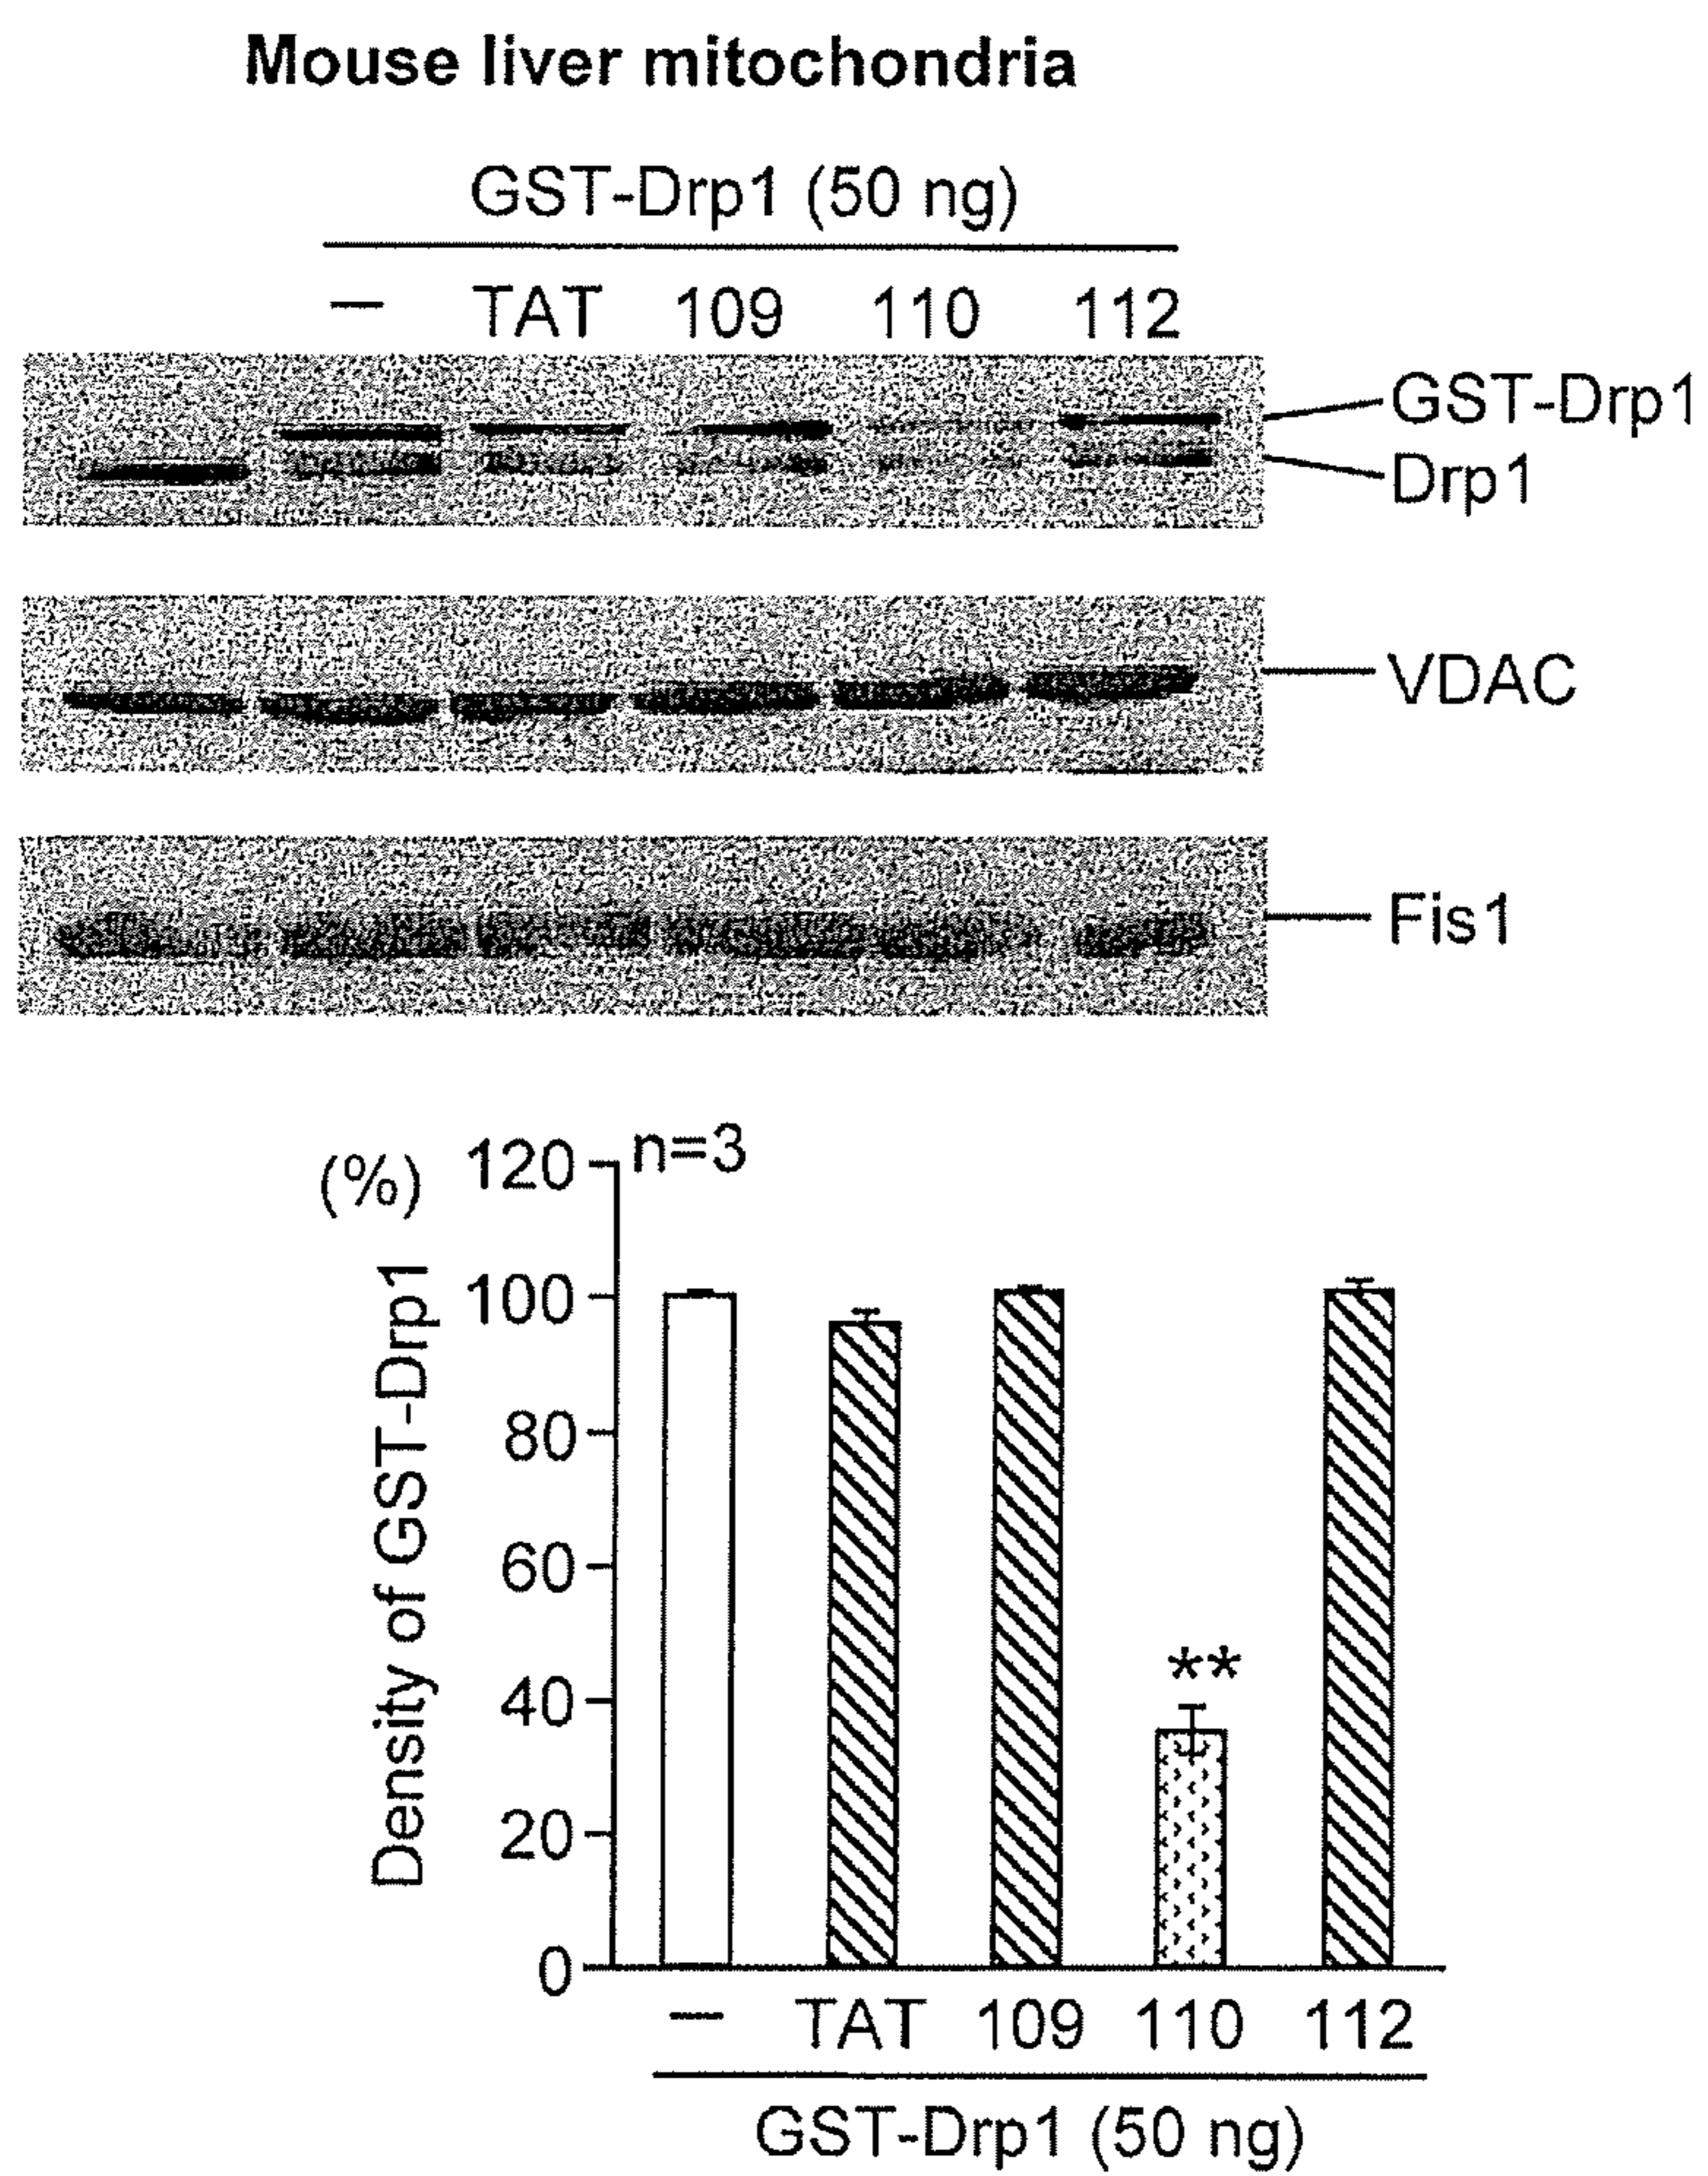 Mouse liver mitochondria
GST-Drp1 (50 ng)
— TAT 109 110 112
GST-Drp1
Drp1
VDAC
Fis1
(%)
n=3
Density of GST-Drp1
120
100
80
60
40
20
0
**
— TAT 109 110 112
GST-Drp1 (50 ng)